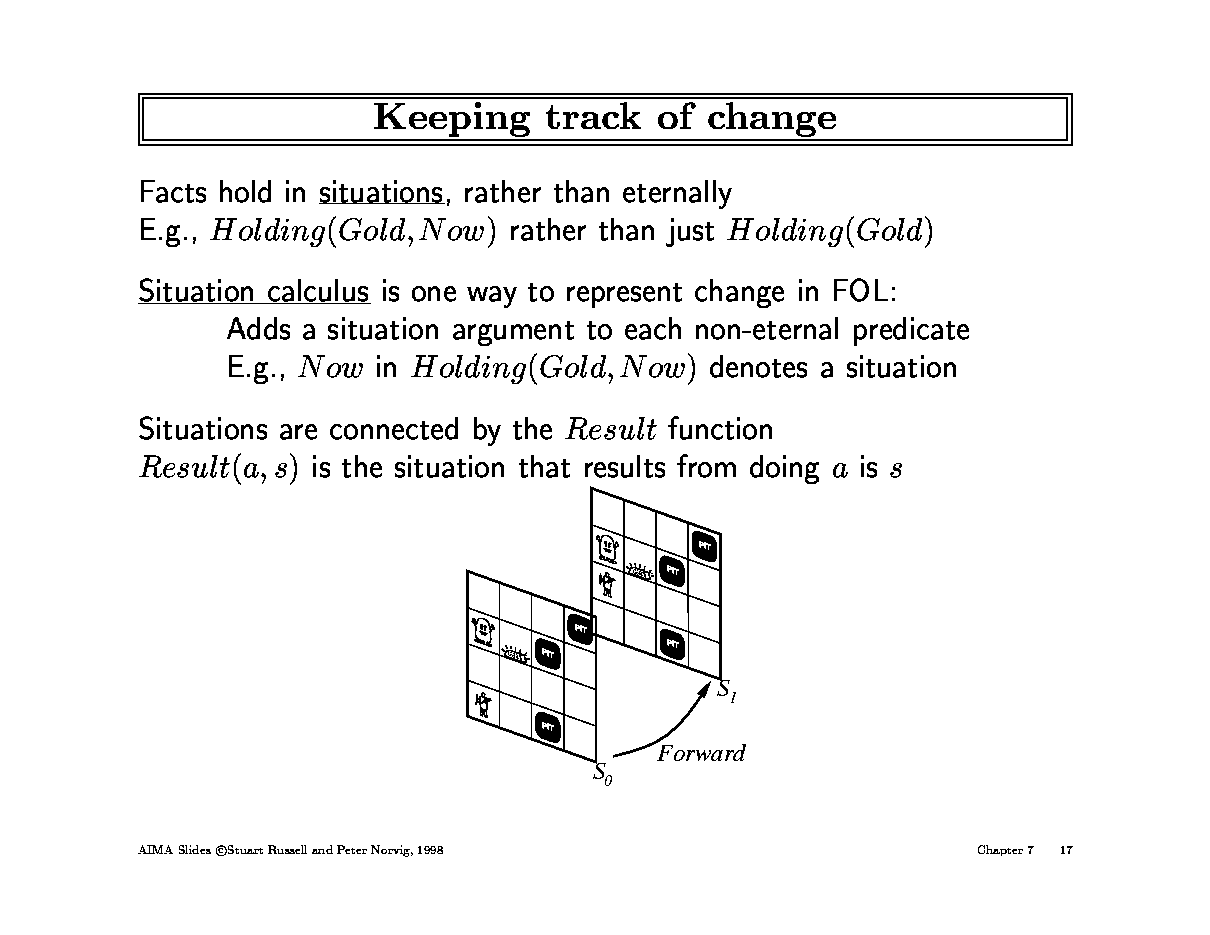 Keeping track of change
Facts hold in situations, rather than eternally
E.g., Holding(Gold, Now) rather than just Holding(Gold)
Situation calculus is one way to represent change in FOL:
Adds a situation argument to each non-eternal predicate
E.g., Now in Holding(Gold, Now) denotes a situation
Situations are connected by the Result function
Result(a, s) is the situation that results from doing a is s
PIT
PIT
PIT
PIT
PIT
PIT
S1
Forward
S0
AIMA Slides ©Stuart Russell and Peter Norvig, 1998
Chapter 7 17